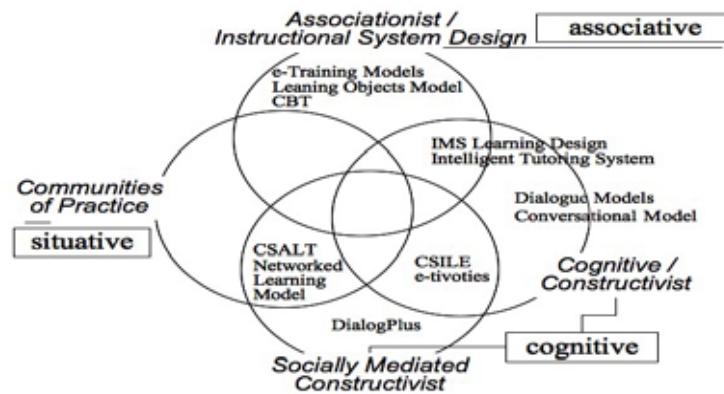 Associationist /
Instructional System Design
associative
e-Training Models
Leaning Objects Model
CBT
IMS Learning Design
Intelligent Tutoring System
Communities
of Practice
situative
Dialogue Models
Conversational Model
CSALT
Networked
Learning
Model
CSILE
e-tivoties
Cognitive /
Constructivist
DialogPlus
cognitive
Socially Mediated
Constructivist